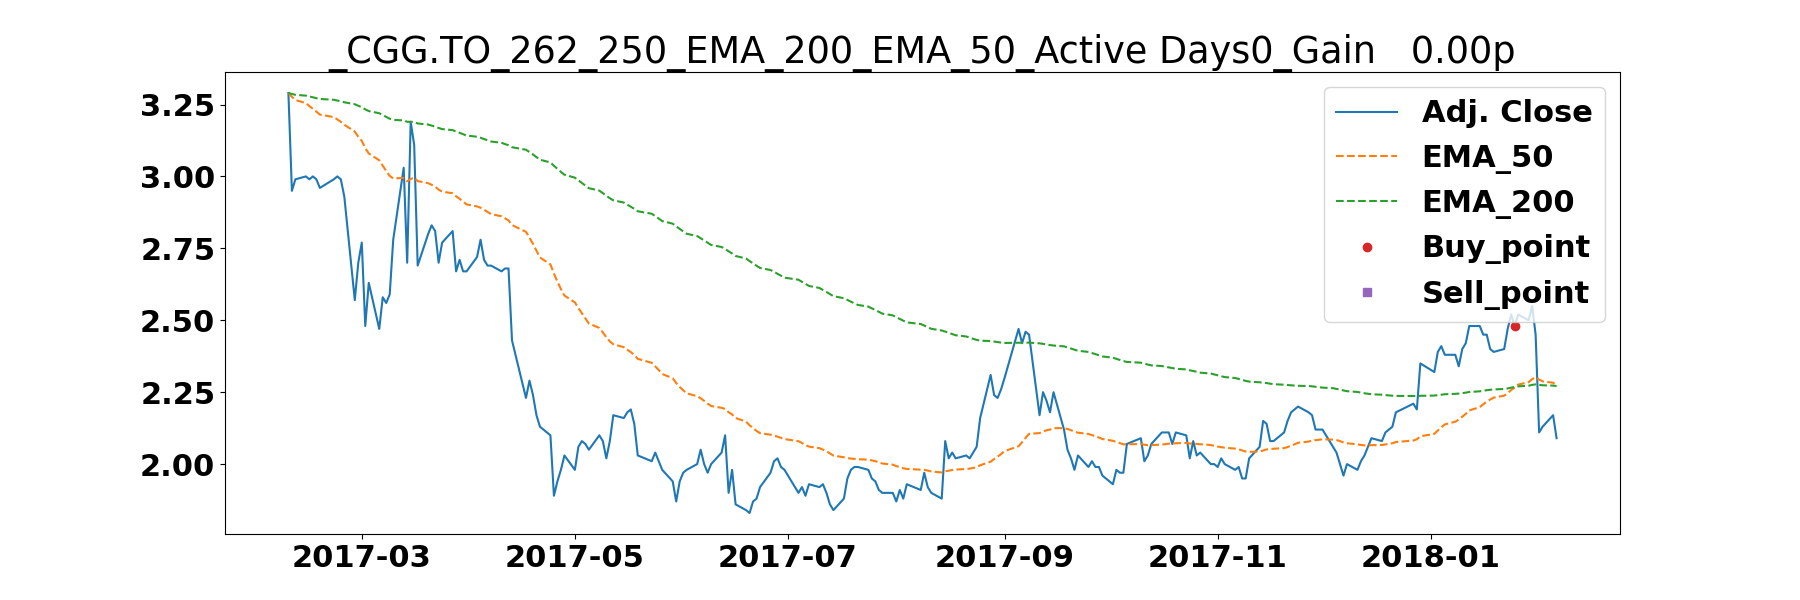 _CGG.TO_262_250_EMA_200_EMA_50_Active Days0_Gain   0.00p
3.25
3.00
2.75
2.50
2.25
2.00
Adj. Close
EMA_50
EMA_200
Buy_point
Sell_point
2017-03
2017-05
2017-07
2017-09
2017-11
2018-01